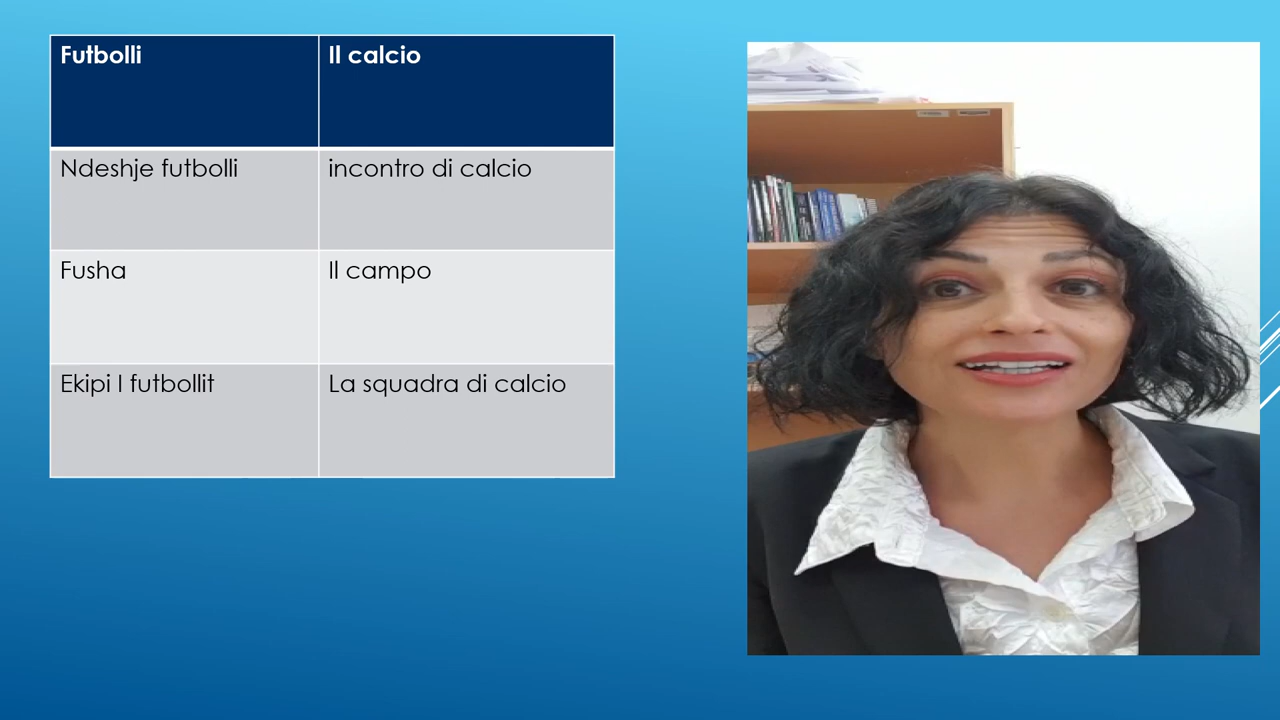 Futbolli
Il calcio
Ndeshje futbolli
incontro di calcio
Fusha
Il campo
Ekipi I futbollit
La squadra di calcio